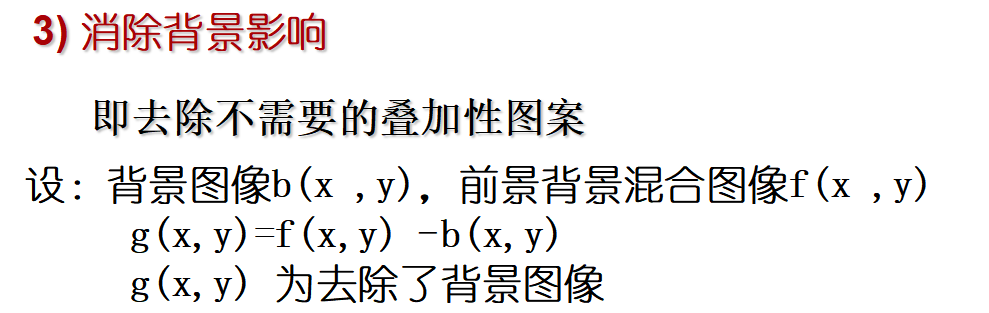 3) 消除背景影响
即去除不需要的叠加性图案
设：背景图像b(x ,y)，前景背景混合图像f(x ,y)
g(x,y)=f(x,y) -b(x,y)
g(x,y) 为去除了背景图像